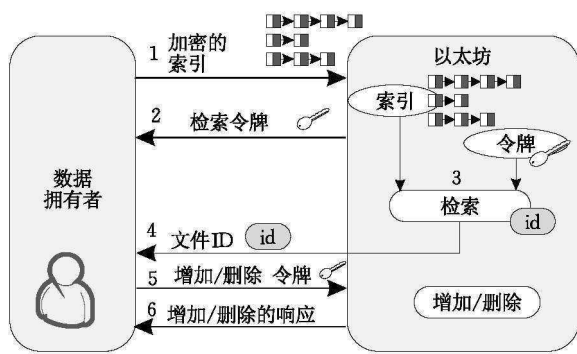 1 加密的
索引
以太坊
索引
2 检索令牌
令牌
数据
拥有者
3
检索
id
4 文件ID id
5 增加/删除 令牌
增加/删除
6 增加/删除的响应